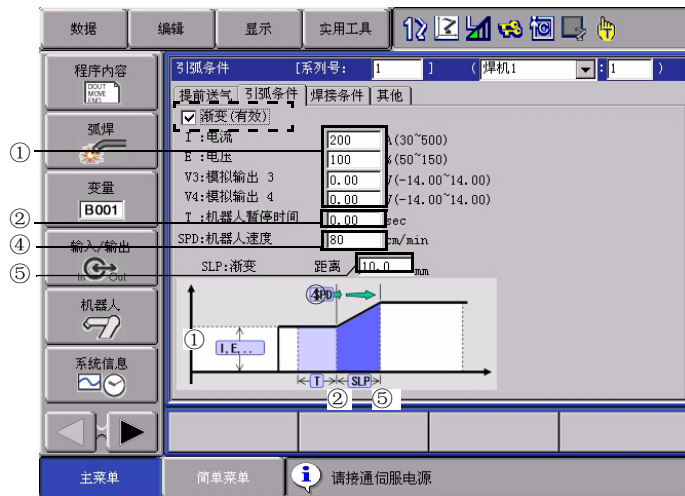 数据 编辑 显示 实用工具
程序内容
DOUT
MOVE
END
弧焊
变量
B001
输入/输出
In Out
机器人
系统信息
主菜单 简单菜单
引弧条件 [系列号: 1 ] (焊机1 : 1 )
提前送气 引弧条件 焊接条件 其他
渐变(有效)
① I :电流 200 A(30~500)
E :电压 100 %(50~150)
V3:模拟输出 3 0.00 V(-14.00~14.00)
V4:模拟输出 4 0.00 V(-14.00~14.00)
② T :机器人暂停时间 0.00 sec
④ SPD:机器人速度 80 cm/min
⑤ SLP:渐变 距离 10.0 mm
④ SPD
① I,E,..
T SLP
② ⑤
请接通伺服电源